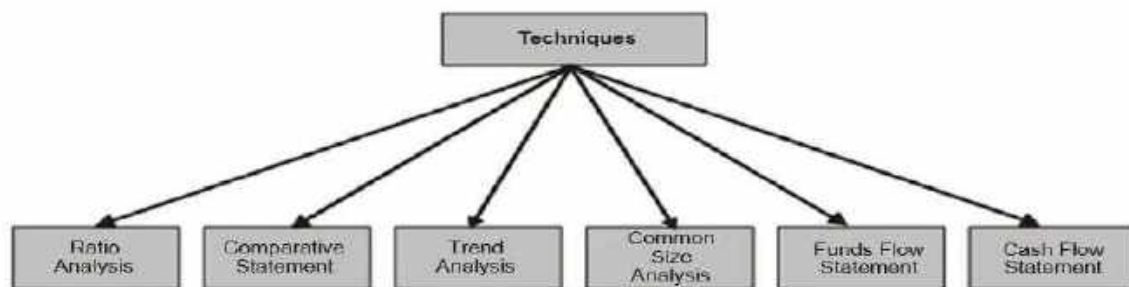 Techniques
Ratio
Analysis
Comparative
Statement
Trend
Analysis
Common
Size
Analysis
Funds Flow
Statement
Cash Flow
Statement